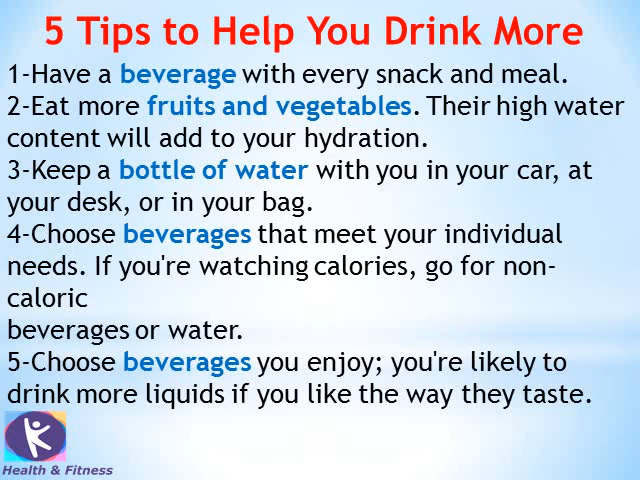 5 Tips to Help You Drink More
1-Have a beverage with every snack and meal.
2-Eat more fruits and vegetables. Their high water
content will add to your hydration.
3-Keep a bottle of water with you in your car, at
your desk, or in your bag.
4-Choose beverages that meet your individual
needs. If you're watching calories, go for non-
caloric
beverages or water.
5-Choose beverages you enjoy; you're likely to
drink more liquids if you like the way they taste.
Health & Fitness